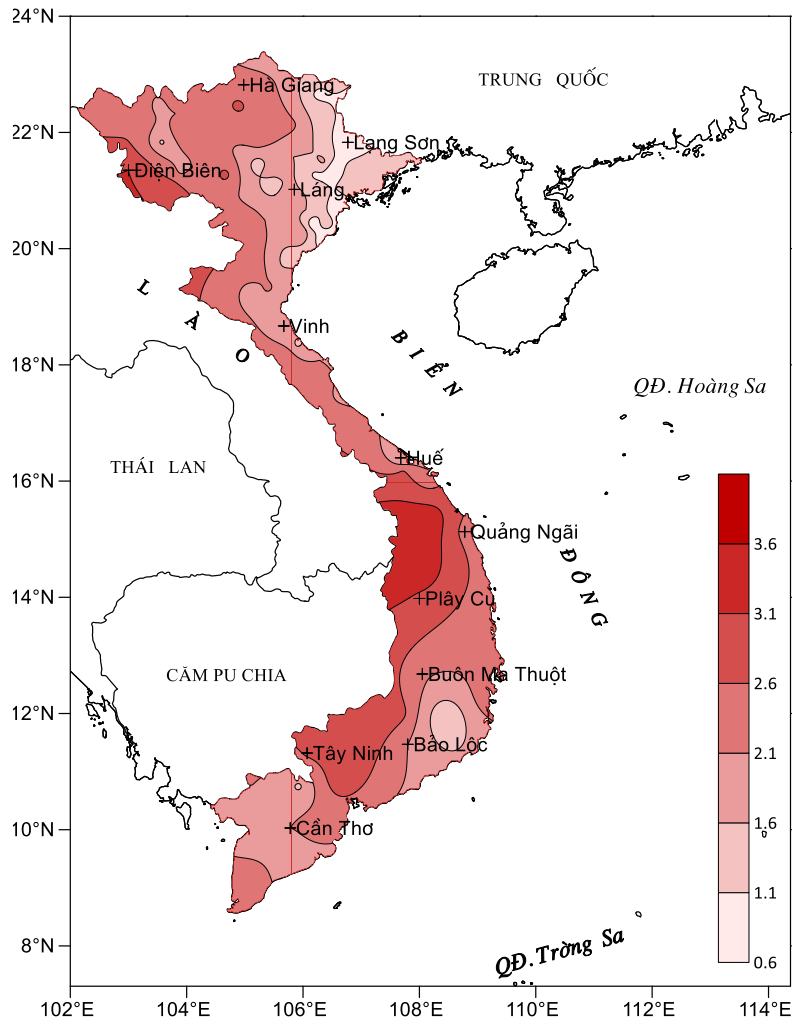 24°N
TRUNG QUỐC
Hà Giang
22°N
Lạng Sơn
Điện Biên
Láng
20°N
LÀO
Vinh
BIỂN
18°N
QĐ. Hoàng Sa
THÁI LAN
Huế
16°N
Quảng Ngãi
ĐÔNG
3.6
14°N
Plây Cu
3.1
CĂM PU CHIA
Buôn Ma Thuột
2.6
12°N
Bảo Lộc
Tây Ninh
2.1
10°N
Cần Thơ
1.6
1.1
8°N
QĐ.Trờng Sa
0.6
102°E
104°E
106°E
108°E
110°E
112°E
114°E